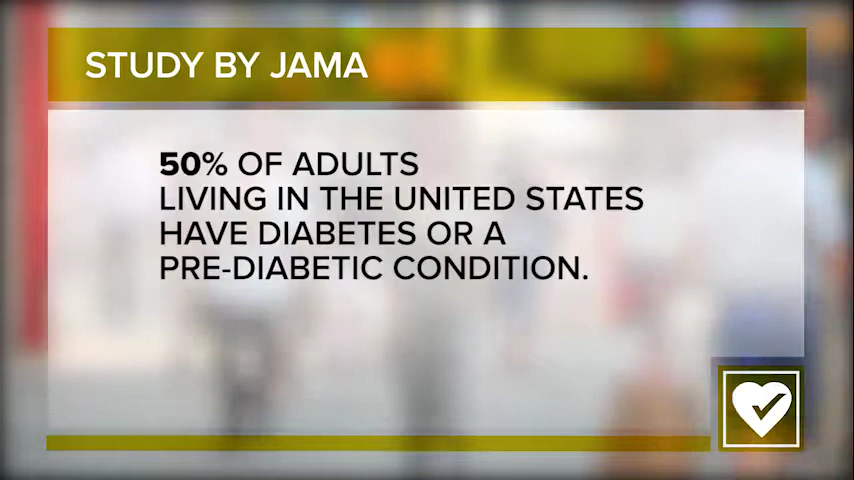 STUDY BY JAMA
50% OF ADULTS
LIVING IN THE UNITED STATES
HAVE DIABETES OR A
PRE-DIABETIC CONDITION.